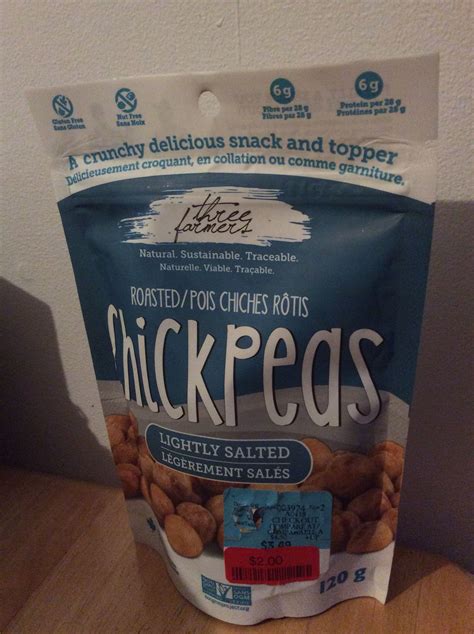 Gluten Free
Sans Gluten
Nut Free
Sans Noix
6g
Fibre per 28 g
Fibres par 28 g
6g
Protein per 28 g
Protéines par 28 g
A crunchy delicious snack and topper
Délicieusement croquant, en collation ou comme garniture.
three
farmers
Natural. Sustainable. Traceable.
Naturelle. Viable. Traçable.
ROASTED/POIS CHICHES RÔTIS
chickpeas
LIGHTLY SALTED
LÉGÈREMENT SALÉS
COMPARE AT
$2.00
120 g